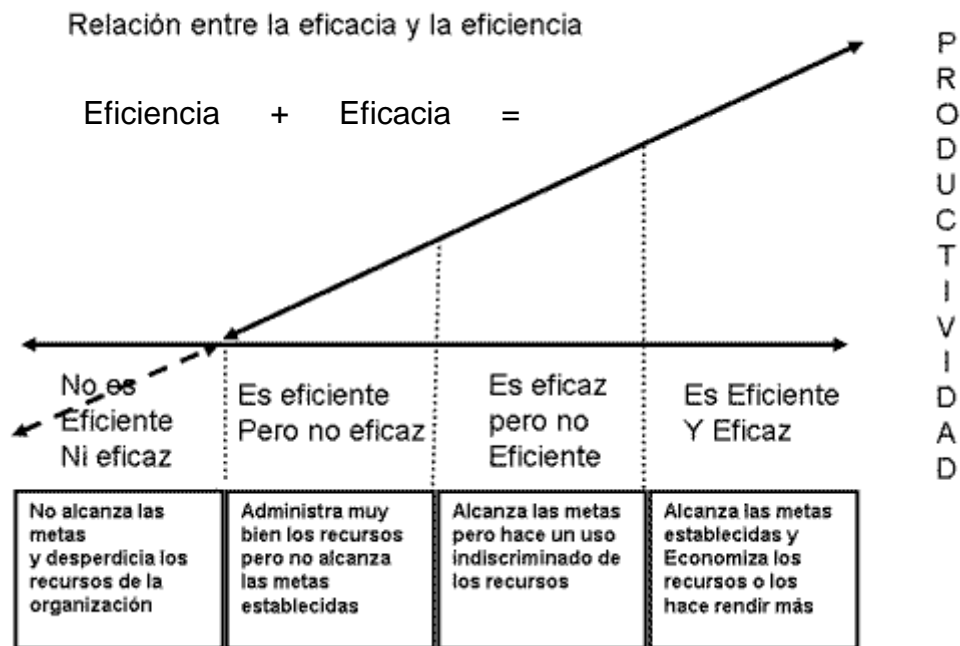 Relación entre la eficacia y la eficiencia
Eficiencia + Eficacia =
P
R
O
D
U
C
T
I
V
I
D
A
D
No es
Eficiente
Ni eficaz
Es eficiente
Pero no eficaz
Es eficaz
pero no
Eficiente
Es Eficiente
Y Eficaz
No alcanza las
metas
y desperdicia los
recursos de la
organización
Administra muy
bien los recursos
pero no alcanza
las metas
establecidas
Alcanza las metas
pero hace un uso
indiscriminado de
los recursos
Alcanza las metas
establecidas y
Economiza los
recursos o los
hace rendir más